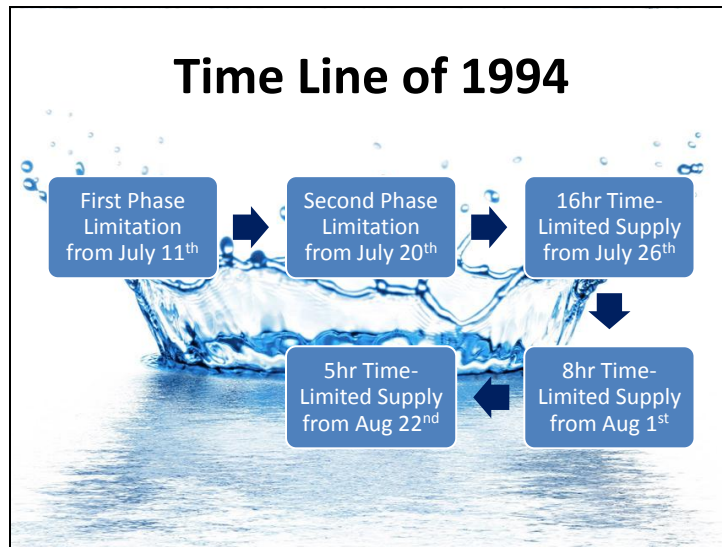 Time Line of 1994
First Phase
Limitation
from July 11th
Second Phase
Limitation
from July 20th
16hr Time-
Limited Supply
from July 26th
8hr Time-
Limited Supply
from Aug 1st
5hr Time-
Limited Supply
from Aug 22nd